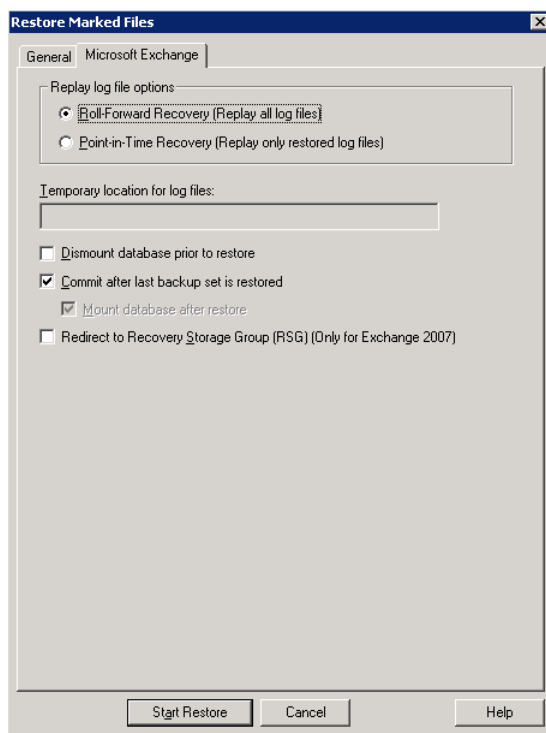 Restore Marked Files
General
Microsoft Exchange
Replay log file options
Roll-Forward Recovery (Replay all log files)
Point-in-Time Recovery (Replay only restored log files)
Temporary location for log files:
Dismount database prior to restore
Commit after last backup set is restored
Mount database after restore
Redirect to Recovery Storage Group (RSG) (Only for Exchange 2007)
Start Restore
Cancel
Help